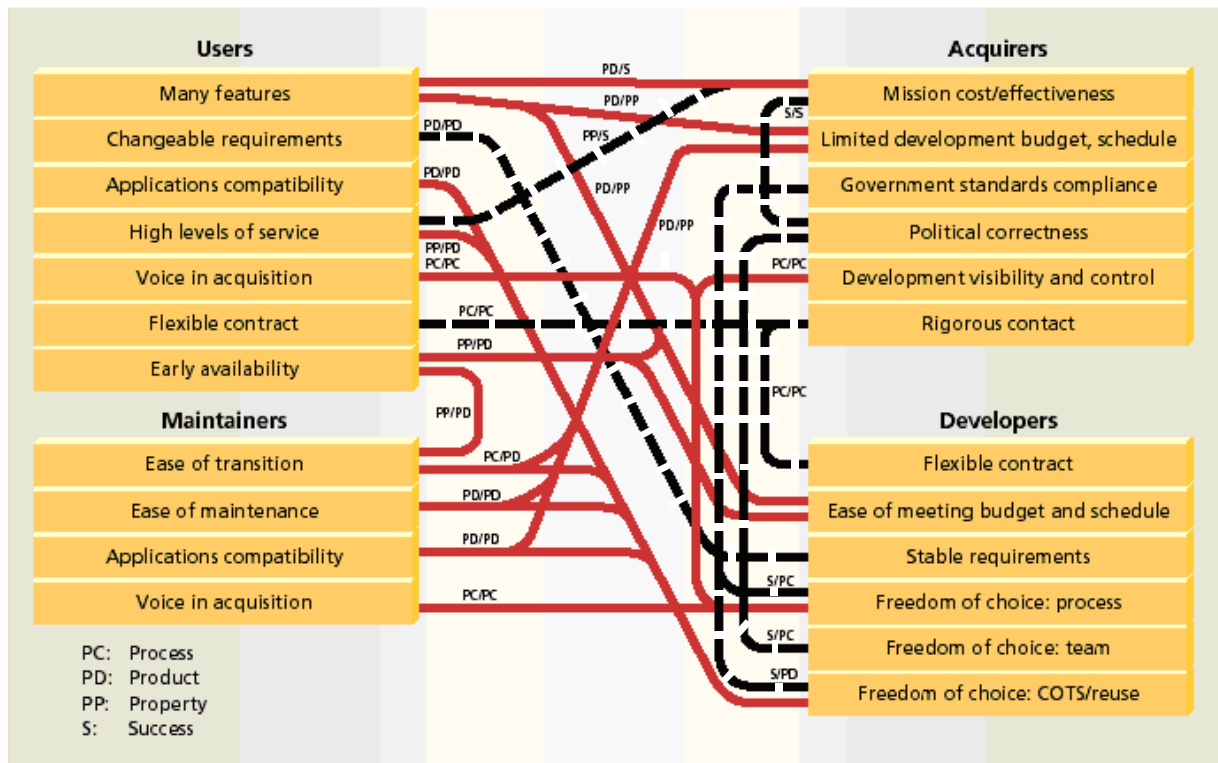 Users
Many features
Changeable requirements
Applications compatibility
High levels of service
Voice in acquisition
Flexible contract
Early availability
Maintainers
Ease of transition
Ease of maintenance
Applications compatibility
Voice in acquisition
PC: Process
PD: Product
PP: Property
S: Success
PD/S
PD/PP
PD/PD
PP/S
PD/PD
PD/PP
PD/PP
PP/PD
PC/PC
PC/PC
PP/PD
PP/PD
PC/PD
PD/PD
PD/PD
PC/PC
S/S
PC/PC
PC/PC
S/PC
S/PC
S/PD
Acquirers
Mission cost/effectiveness
Limited development budget, schedule
Government standards compliance
Political correctness
Development visibility and control
Rigorous contact
Developers
Flexible contract
Ease of meeting budget and schedule
Stable requirements
Freedom of choice: process
Freedom of choice: team
Freedom of choice: COTS/reuse